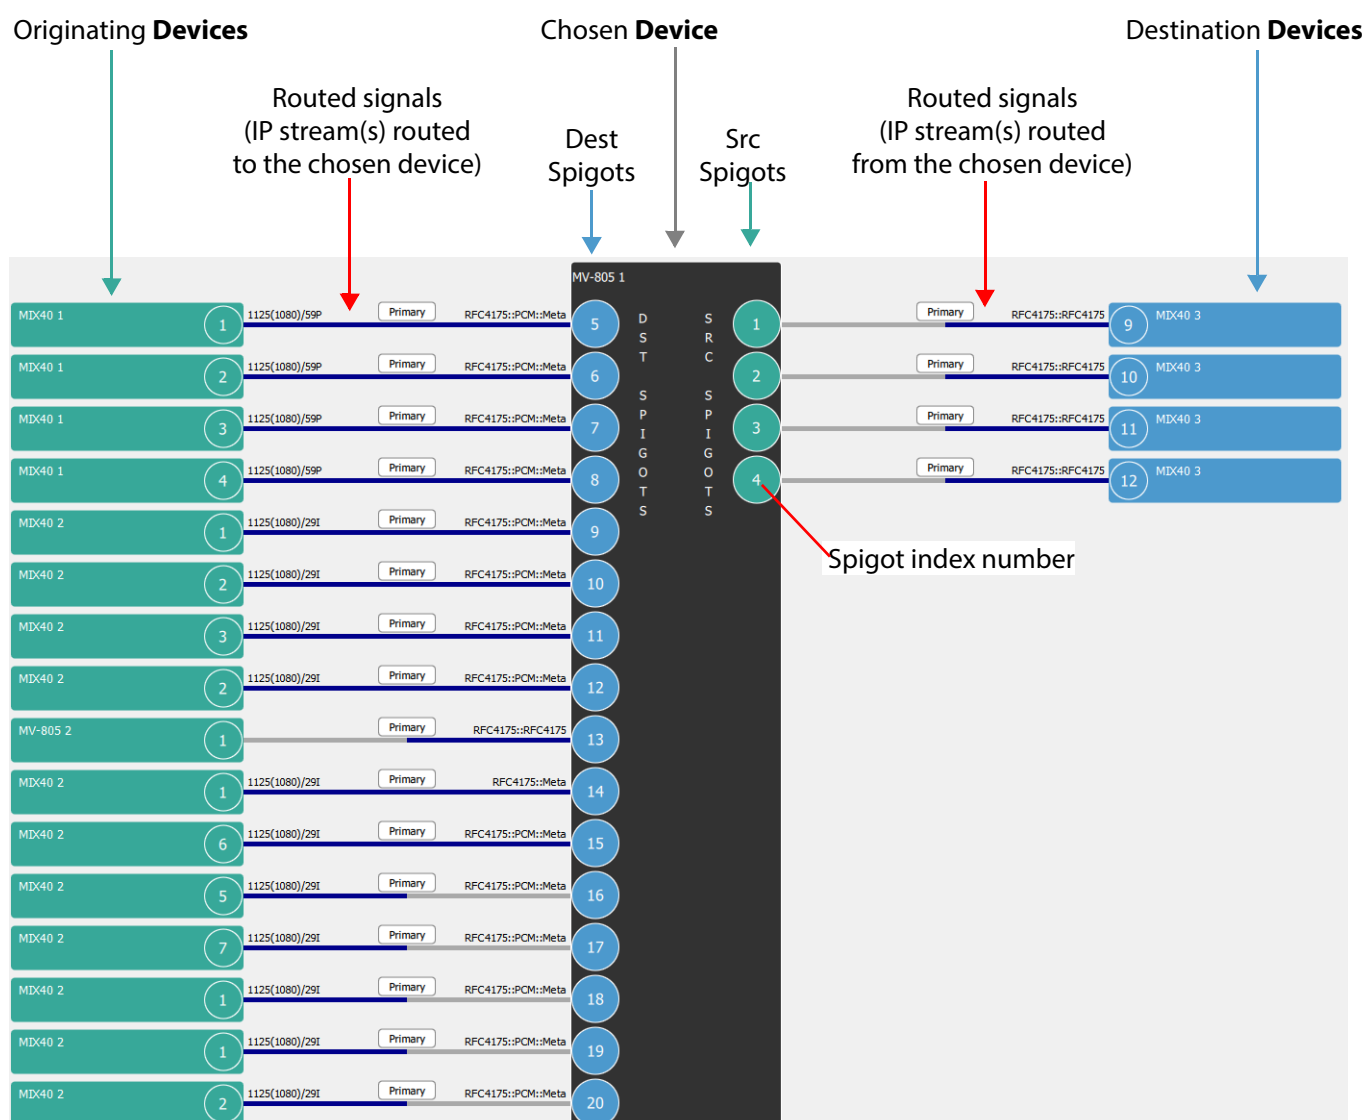 Originating Devices
Chosen Device
Destination Devices
Routed signals
(IP stream(s) routed
to the chosen device)
Dest
Spigots
Src
Spigots
Routed signals
(IP stream(s) routed
from the chosen device)
MV-805 1
DST SPIGOTS
SRC SPIGOTS
MIX40 1 1 1125(1080)/59P Primary RFC4175::PCM::Meta 5 1 Primary RFC4175::RFC4175 9 MIX40 3
MIX40 1 2 1125(1080)/59P Primary RFC4175::PCM::Meta 6 2 Primary RFC4175::RFC4175 10 MIX40 3
MIX40 1 3 1125(1080)/59P Primary RFC4175::PCM::Meta 7 3 Primary RFC4175::RFC4175 11 MIX40 3
MIX40 1 4 1125(1080)/59P Primary RFC4175::PCM::Meta 8 4 Primary RFC4175::RFC4175 12 MIX40 3
Spigot index number
MIX40 2 1 1125(1080)/29I Primary RFC4175::PCM::Meta 9
MIX40 2 2 1125(1080)/29I Primary RFC4175::PCM::Meta 10
MIX40 2 3 1125(1080)/29I Primary RFC4175::PCM::Meta 11
MIX40 2 2 1125(1080)/29I Primary RFC4175::PCM::Meta 12
MV-805 2 1 Primary RFC4175::RFC4175 13
MIX40 2 1 1125(1080)/29I Primary RFC4175::Meta 14
MIX40 2 6 1125(1080)/29I Primary RFC4175::PCM::Meta 15
MIX40 2 5 1125(1080)/29I Primary RFC4175::PCM::Meta 16
MIX40 2 7 1125(1080)/29I Primary RFC4175::PCM::Meta 17
MIX40 2 1 1125(1080)/29I Primary RFC4175::PCM::Meta 18
MIX40 2 1 1125(1080)/29I Primary RFC4175::PCM::Meta 19
MIX40 2 2 1125(1080)/29I Primary RFC4175::PCM::Meta 20